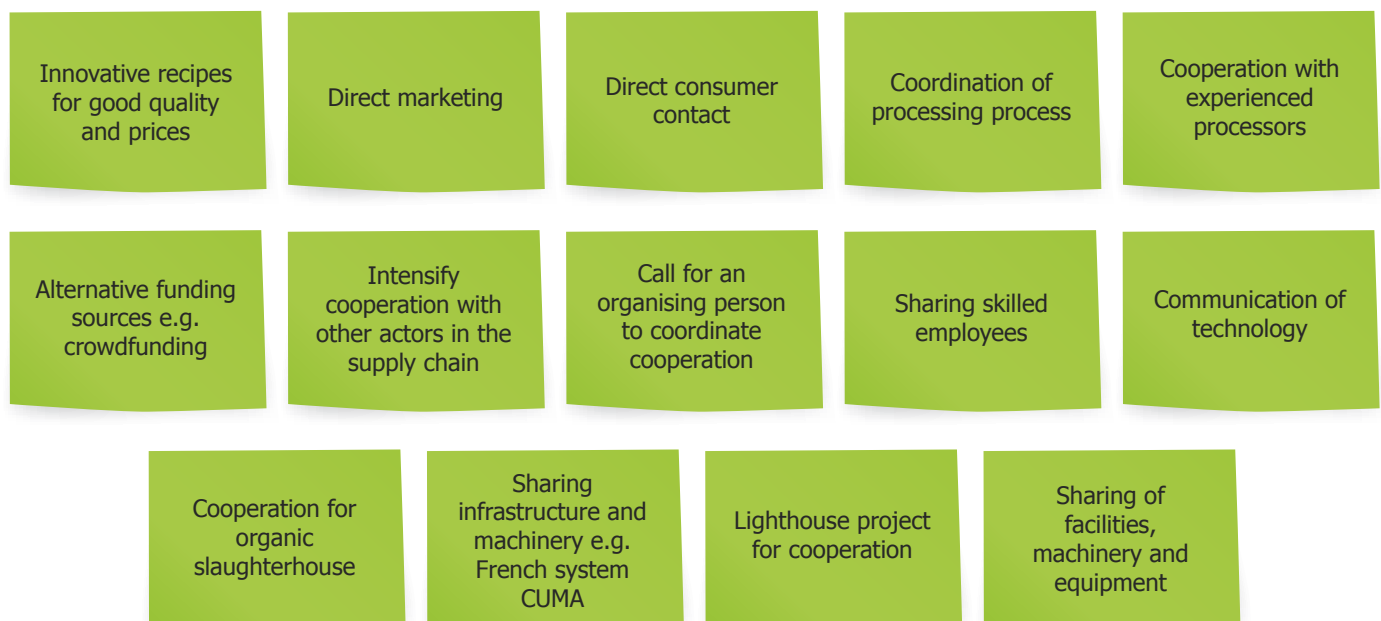 Innovative recipes
for good quality
and prices
Direct marketing
Direct consumer
contact
Coordination of
processing process
Cooperation with
experienced
processors
Alternative funding
sources e.g.
crowdfunding
Intensify
cooperation with
other actors in the
supply chain
Call for an
organising person
to coordinate
cooperation
Sharing skilled
employees
Communication of
technology
Cooperation for
organic
slaughterhouse
Sharing
infrastructure and
machinery e.g.
French system
CUMA
Lighthouse project
for cooperation
Sharing of
facilities,
machinery and
equipment